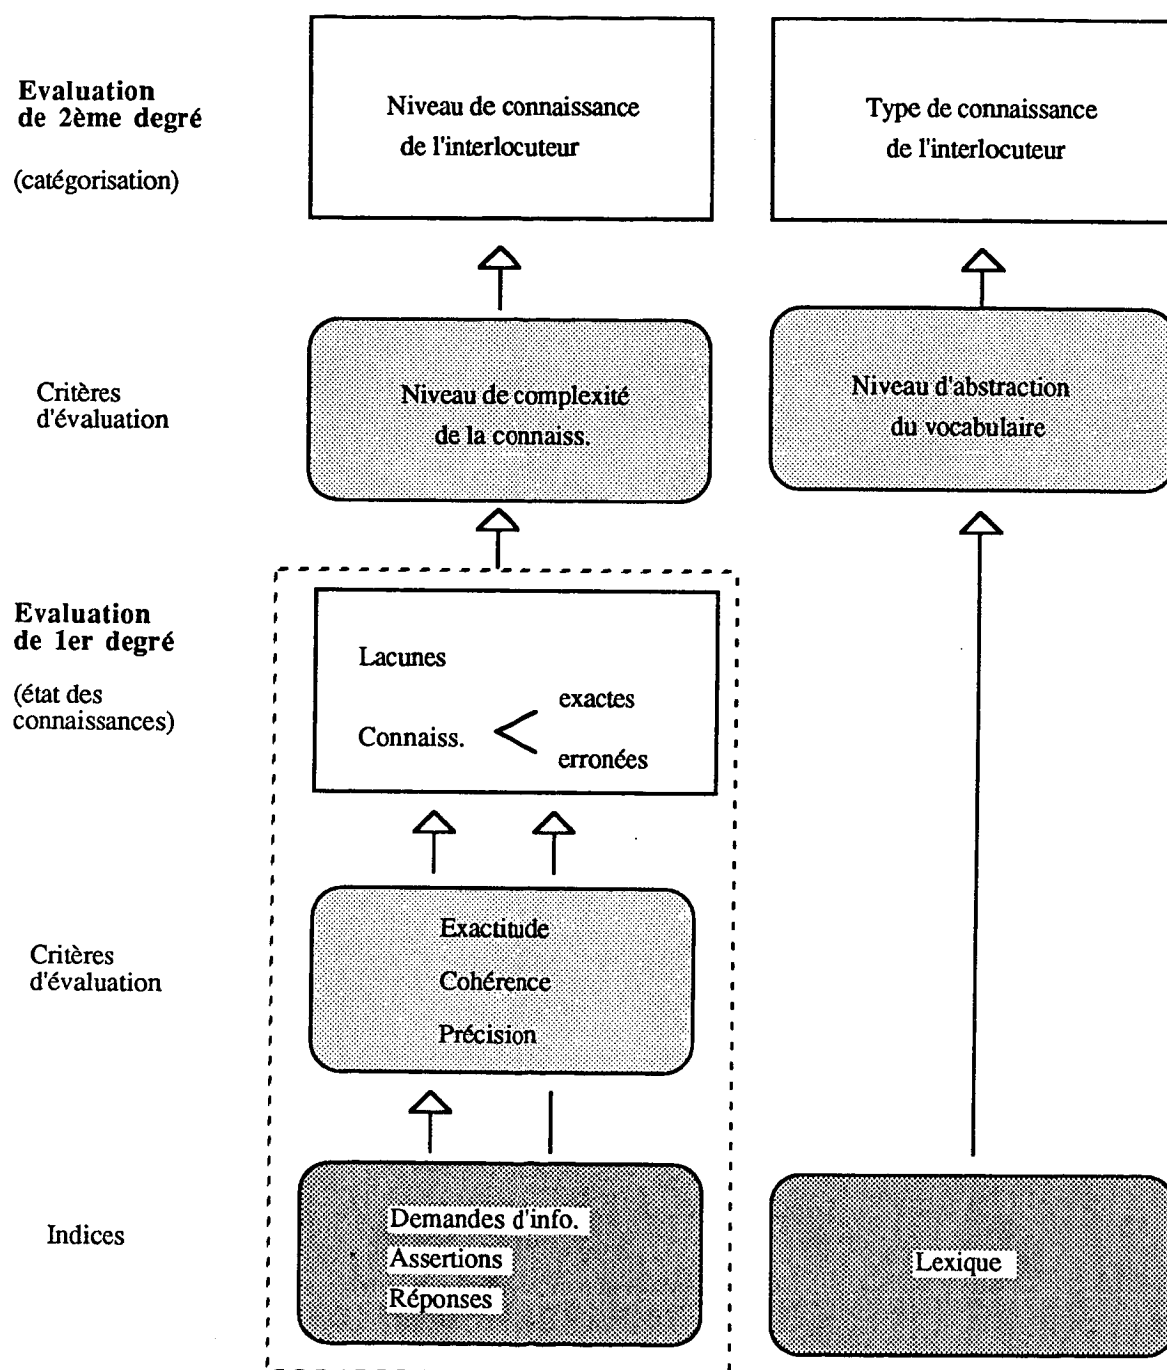 Evaluation
de 2ème degré
(catégorisation)
Niveau de connaissance
de l'interlocuteur
Type de connaissance
de l'interlocuteur
Critères
d'évaluation
Niveau de complexité
de la connaiss.
Niveau d'abstraction
du vocabulaire
Evaluation
de 1er degré
(état des
connaissances)
Lacunes
Connaiss.
exactes
erronées
Critères
d'évaluation
Exactitude
Cohérence
Précision
Indices
Demandes d'info.
Assertions
Réponses
Lexique